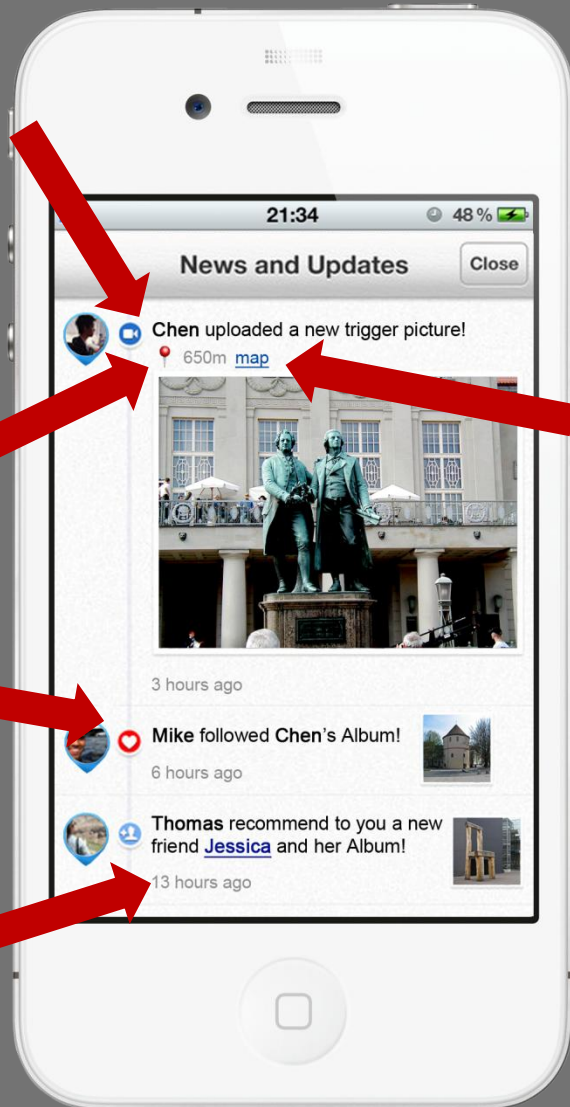 21:34
48 %
News and Updates
Close
Chen uploaded a new trigger picture!
650m map
3 hours ago
Mike followed Chen's Album!
6 hours ago
Thomas recommend to you a new
friend Jessica and her Album!
13 hours ago